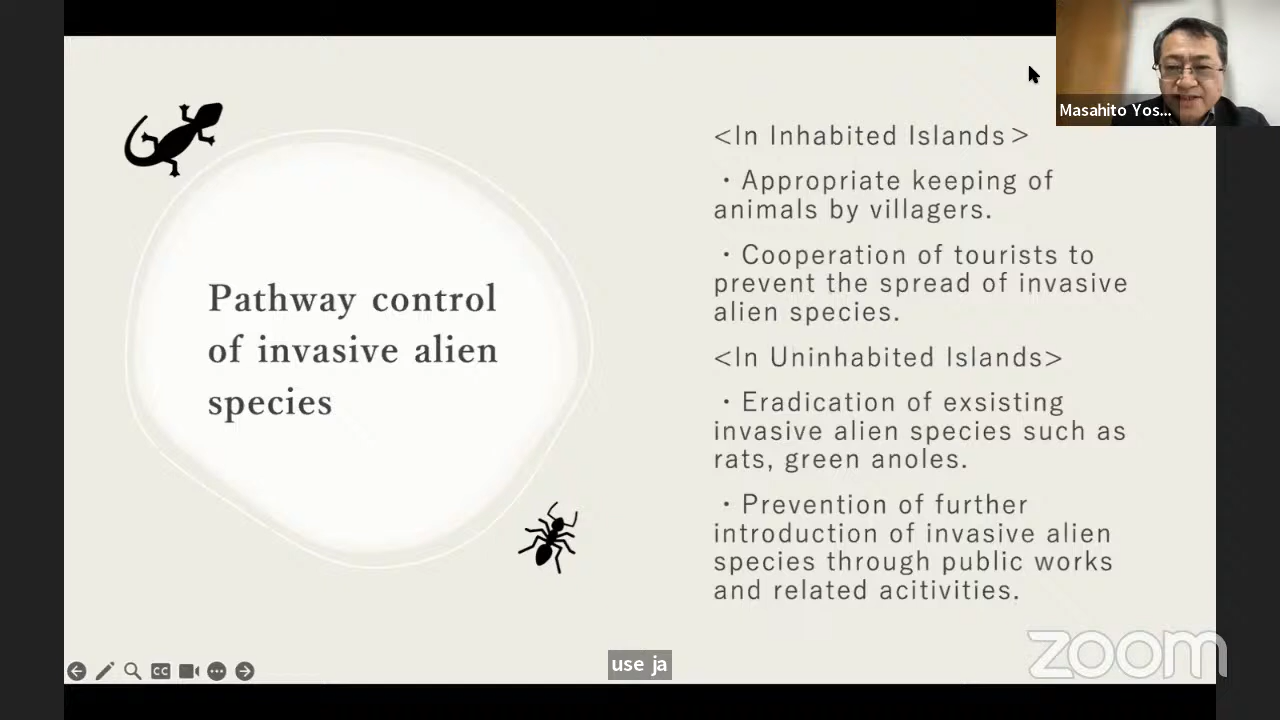 Masahito Yos...
<In Inhabited Islands＞
・Appropriate keeping of
animals by villagers.
・Cooperation of tourists to
prevent the spread of invasive
alien species.
<In Uninhabited Islands>
・Eradication of exsisting
invasive alien species such as
rats, green anoles.
・Prevention of further
introduction of invasive alien
species through public works
and related acitivities.
Pathway control
of invasive alien
species
CC
use ja
zoom